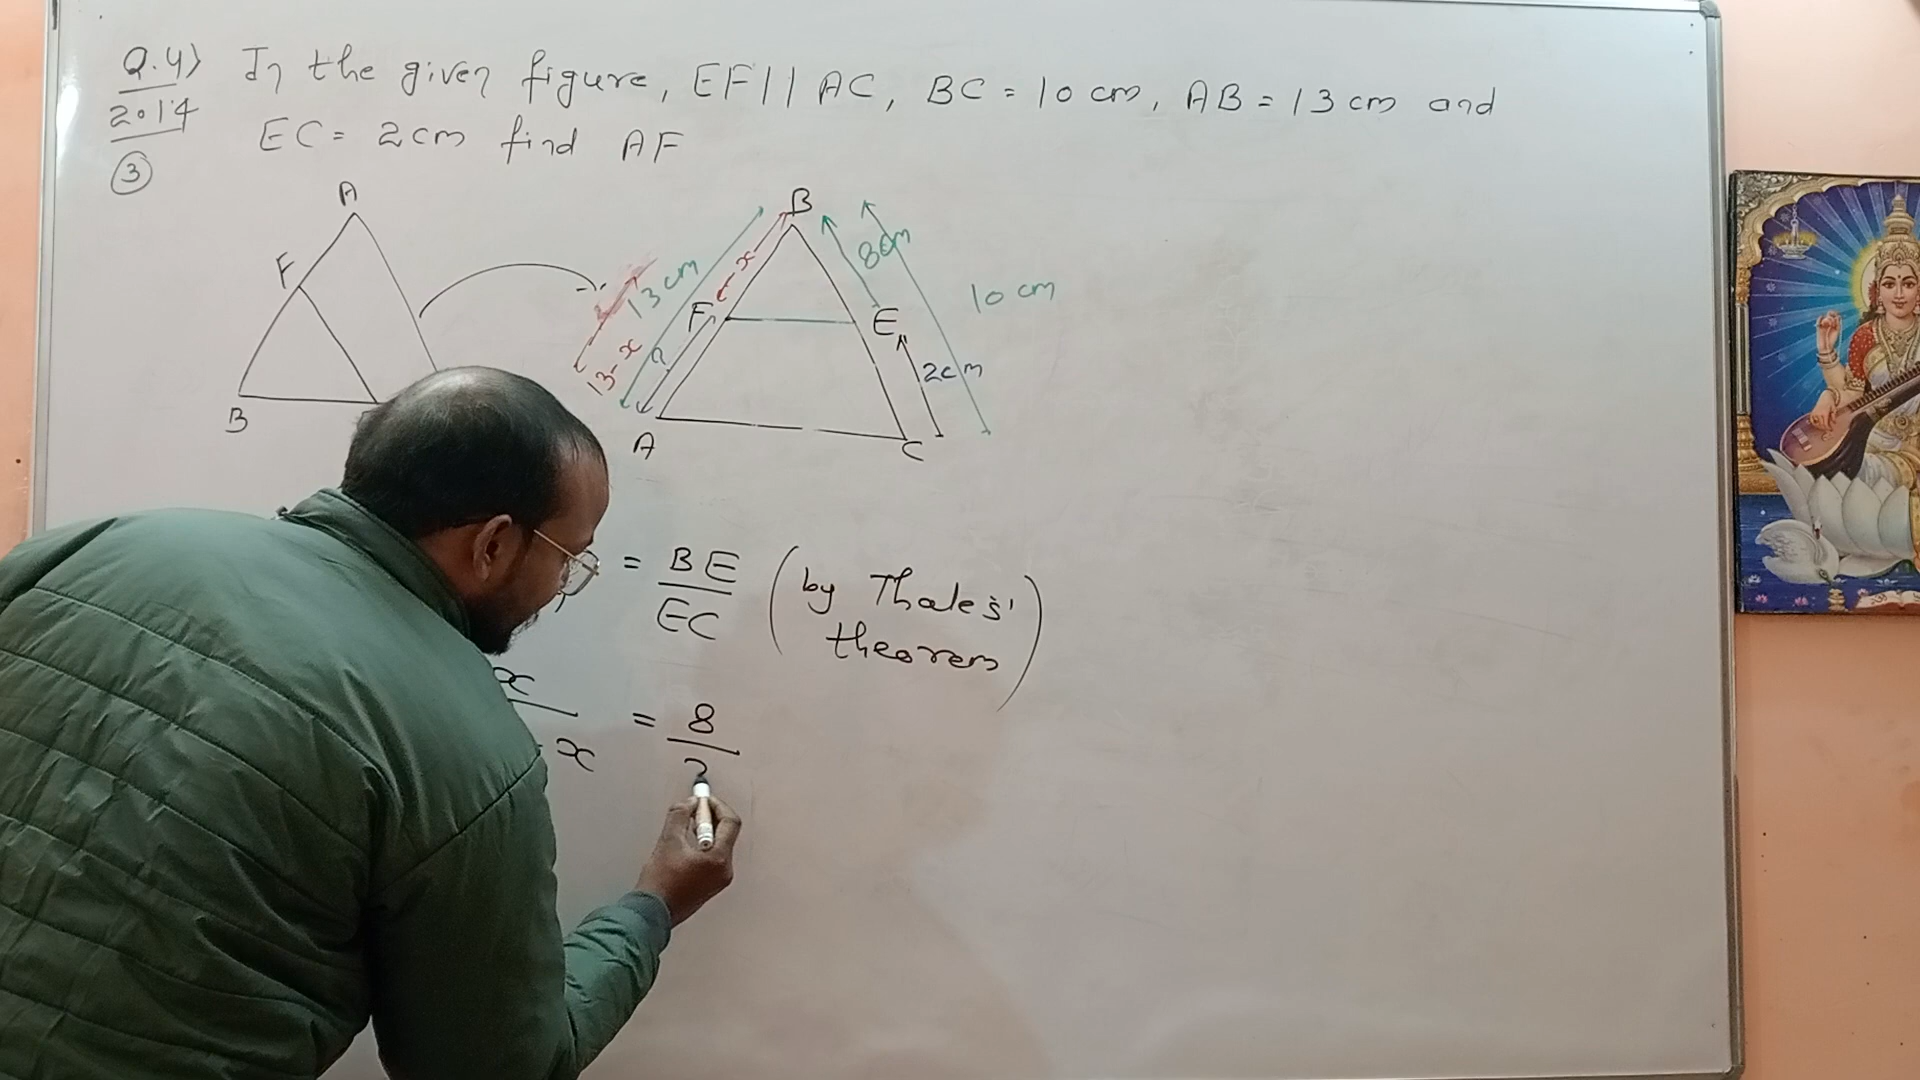 Q.4) In the given figure, EF || AC, BC = 10 cm, AB = 13 cm and
2014 EC = 2cm find AF
3
A
F
B
B
x
8cm
13 cm
10 cm
F
E
13-x
?
2cm
A
C
= BE/EC (by Thales' theorem)
x/- x = 8/2